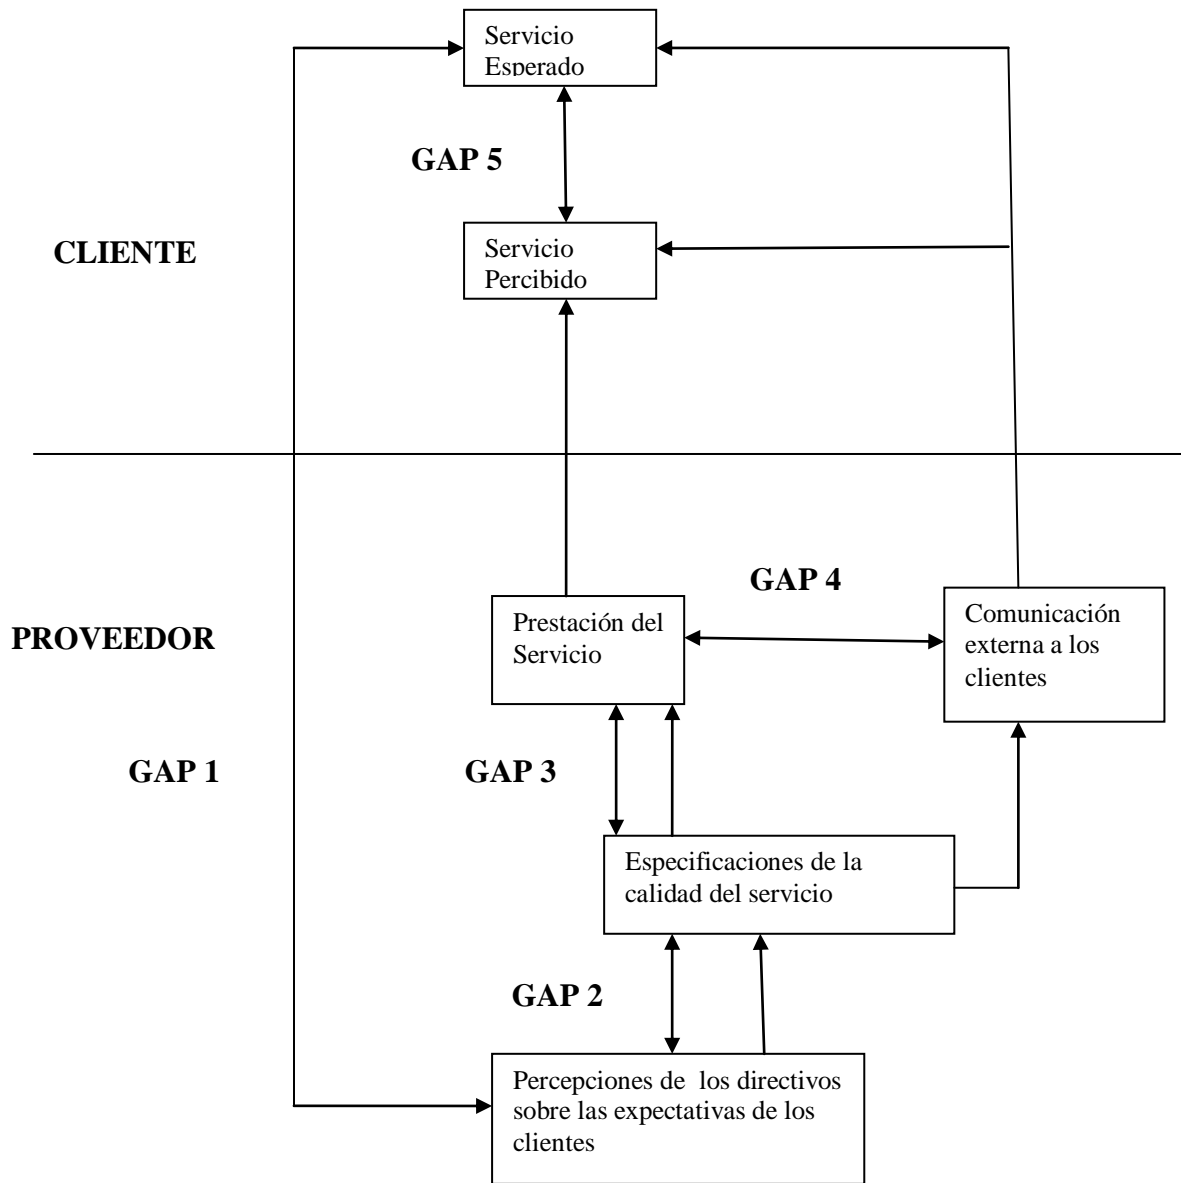 Servicio
Esperado
GAP 5
CLIENTE
Servicio
Percibido
GAP 4
PROVEEDOR
Prestación del
Servicio
Comunicación
externa a los
clientes
GAP 1
GAP 3
Especificaciones de la
calidad del servicio
GAP 2
Percepciones de  los directivos
sobre las expectativas de los
clientes